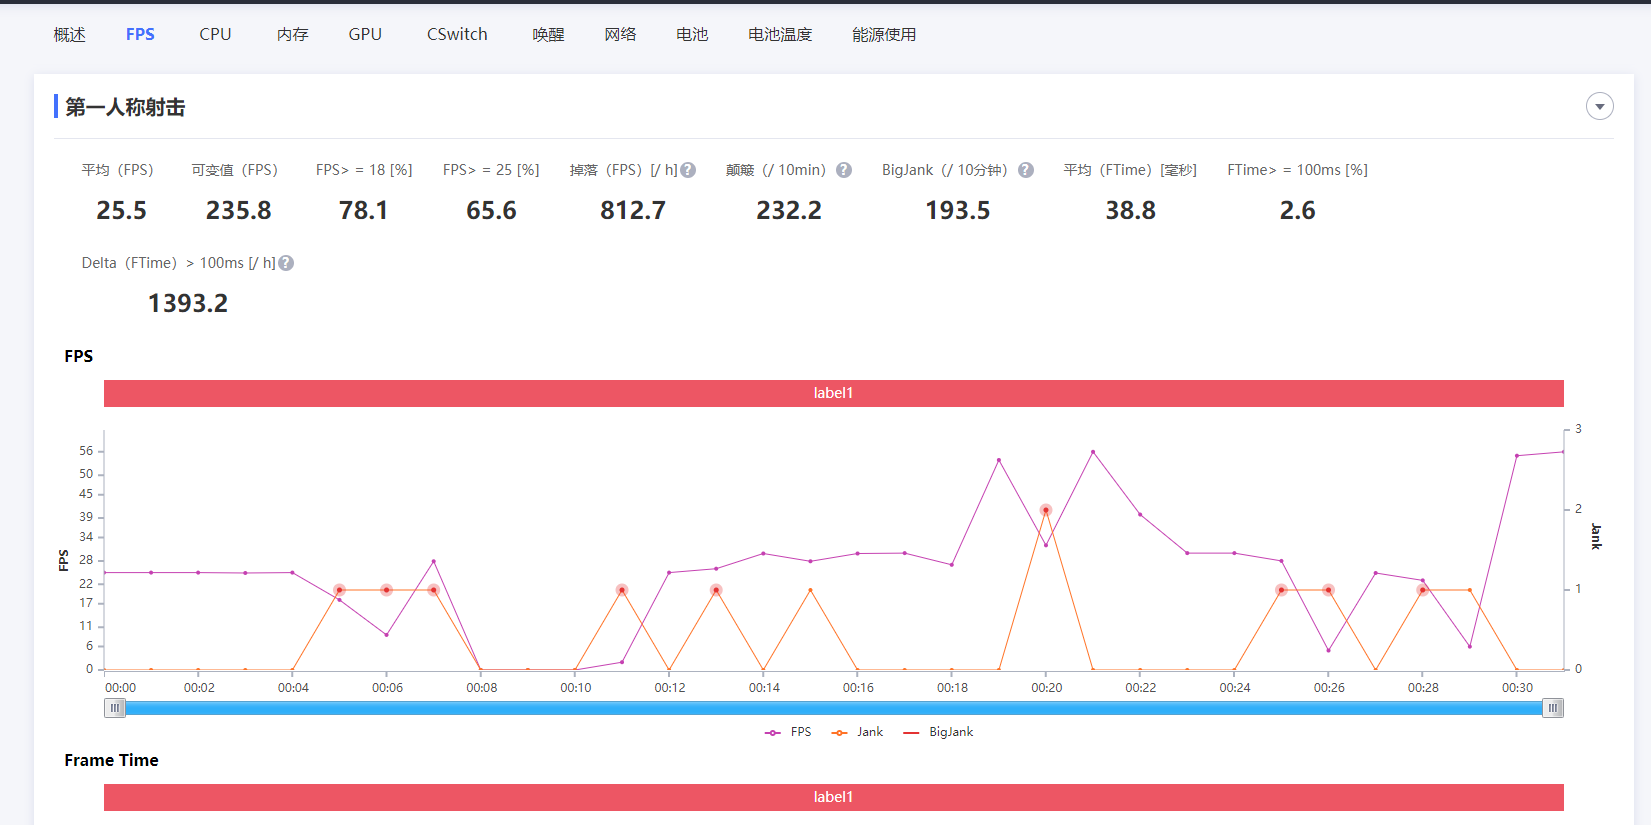 概述 FPS CPU 内存 GPU CSwitch 唤醒 网络 电池 电池温度 能源使用
第一人称射击
平均（FPS） 可变值（FPS） FPS> = 18 [%] FPS> = 25 [%] 掉落（FPS）[/ h] ? 颠簸（/ 10min） ? BigJank（/ 10分钟） ? 平均（FTime）[毫秒] FTime> = 100ms [%]
25.5 235.8 78.1 65.6 812.7 232.2 193.5 38.8 2.6
Delta（FTime）> 100ms [/ h] ?
1393.2
FPS
label1
FPS
56
50
45
39
34
28
22
17
11
6
0
3
2
1
0
Jank
00:00 00:02 00:04 00:06 00:08 00:10 00:12 00:14 00:16 00:18 00:20 00:22 00:24 00:26 00:28 00:30
FPS Jank BigJank
Frame Time
label1